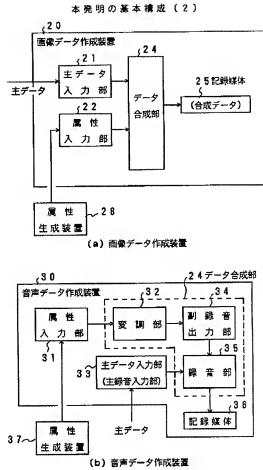 本発明の基本構成(2)
20
画像データ作成装置
21
主データ
入力部
主データ
22
属性
入力部
24
データ
合成部
25記録媒体
(合成データ)
属性
生成装置
28
(a) 画像データ作成装置
30
音声データ作成装置
24データ合成部
属性
入力部
31
32
変調部
34
副録音
出力部
33
主データ入力部
(主録音入力部)
35
録音部
36
記録媒体
主データ
37
属性
生成装置
(b) 音声データ作成装置